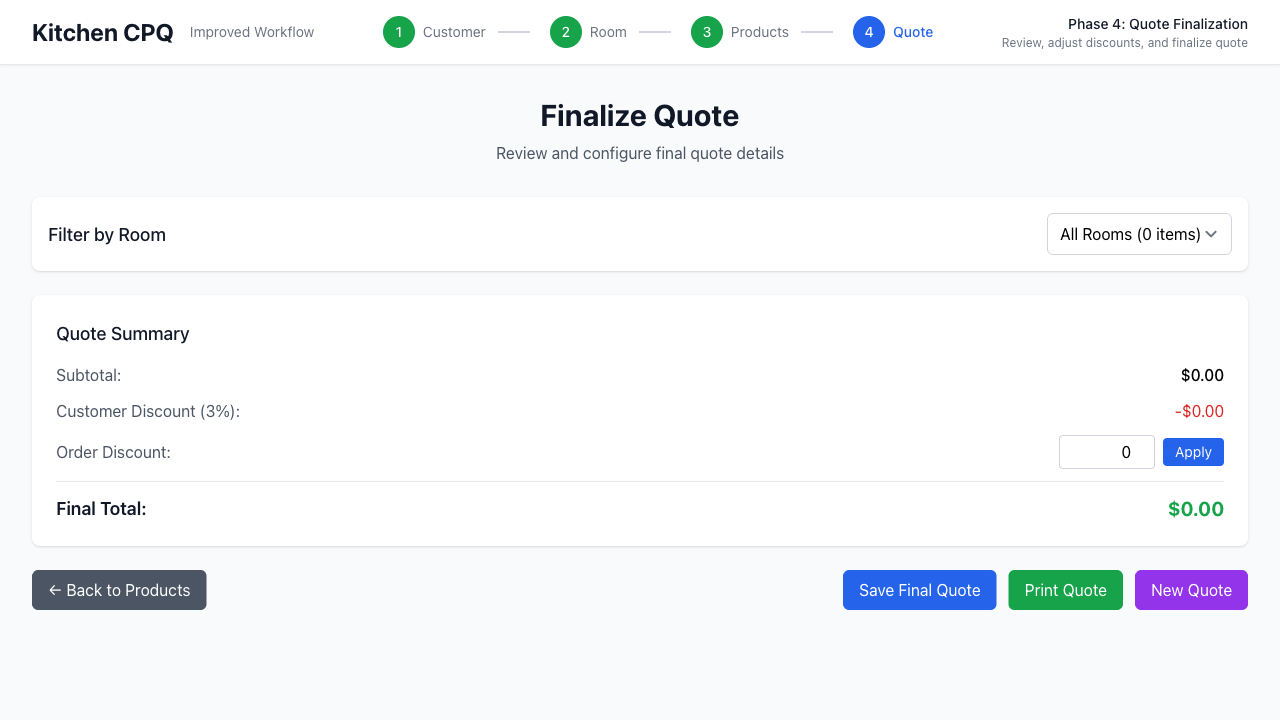 Kitchen CPQ
Improved Workflow
1 Customer
2 Room
3 Products
4 Quote
Phase 4: Quote Finalization
Review, adjust discounts, and finalize quote
Finalize Quote
Review and configure final quote details
Filter by Room
All Rooms (0 items)
Quote Summary
Subtotal: $0.00
Customer Discount (3%): -$0.00
Order Discount: 0 Apply
Final Total: $0.00
← Back to Products
Save Final Quote
Print Quote
New Quote